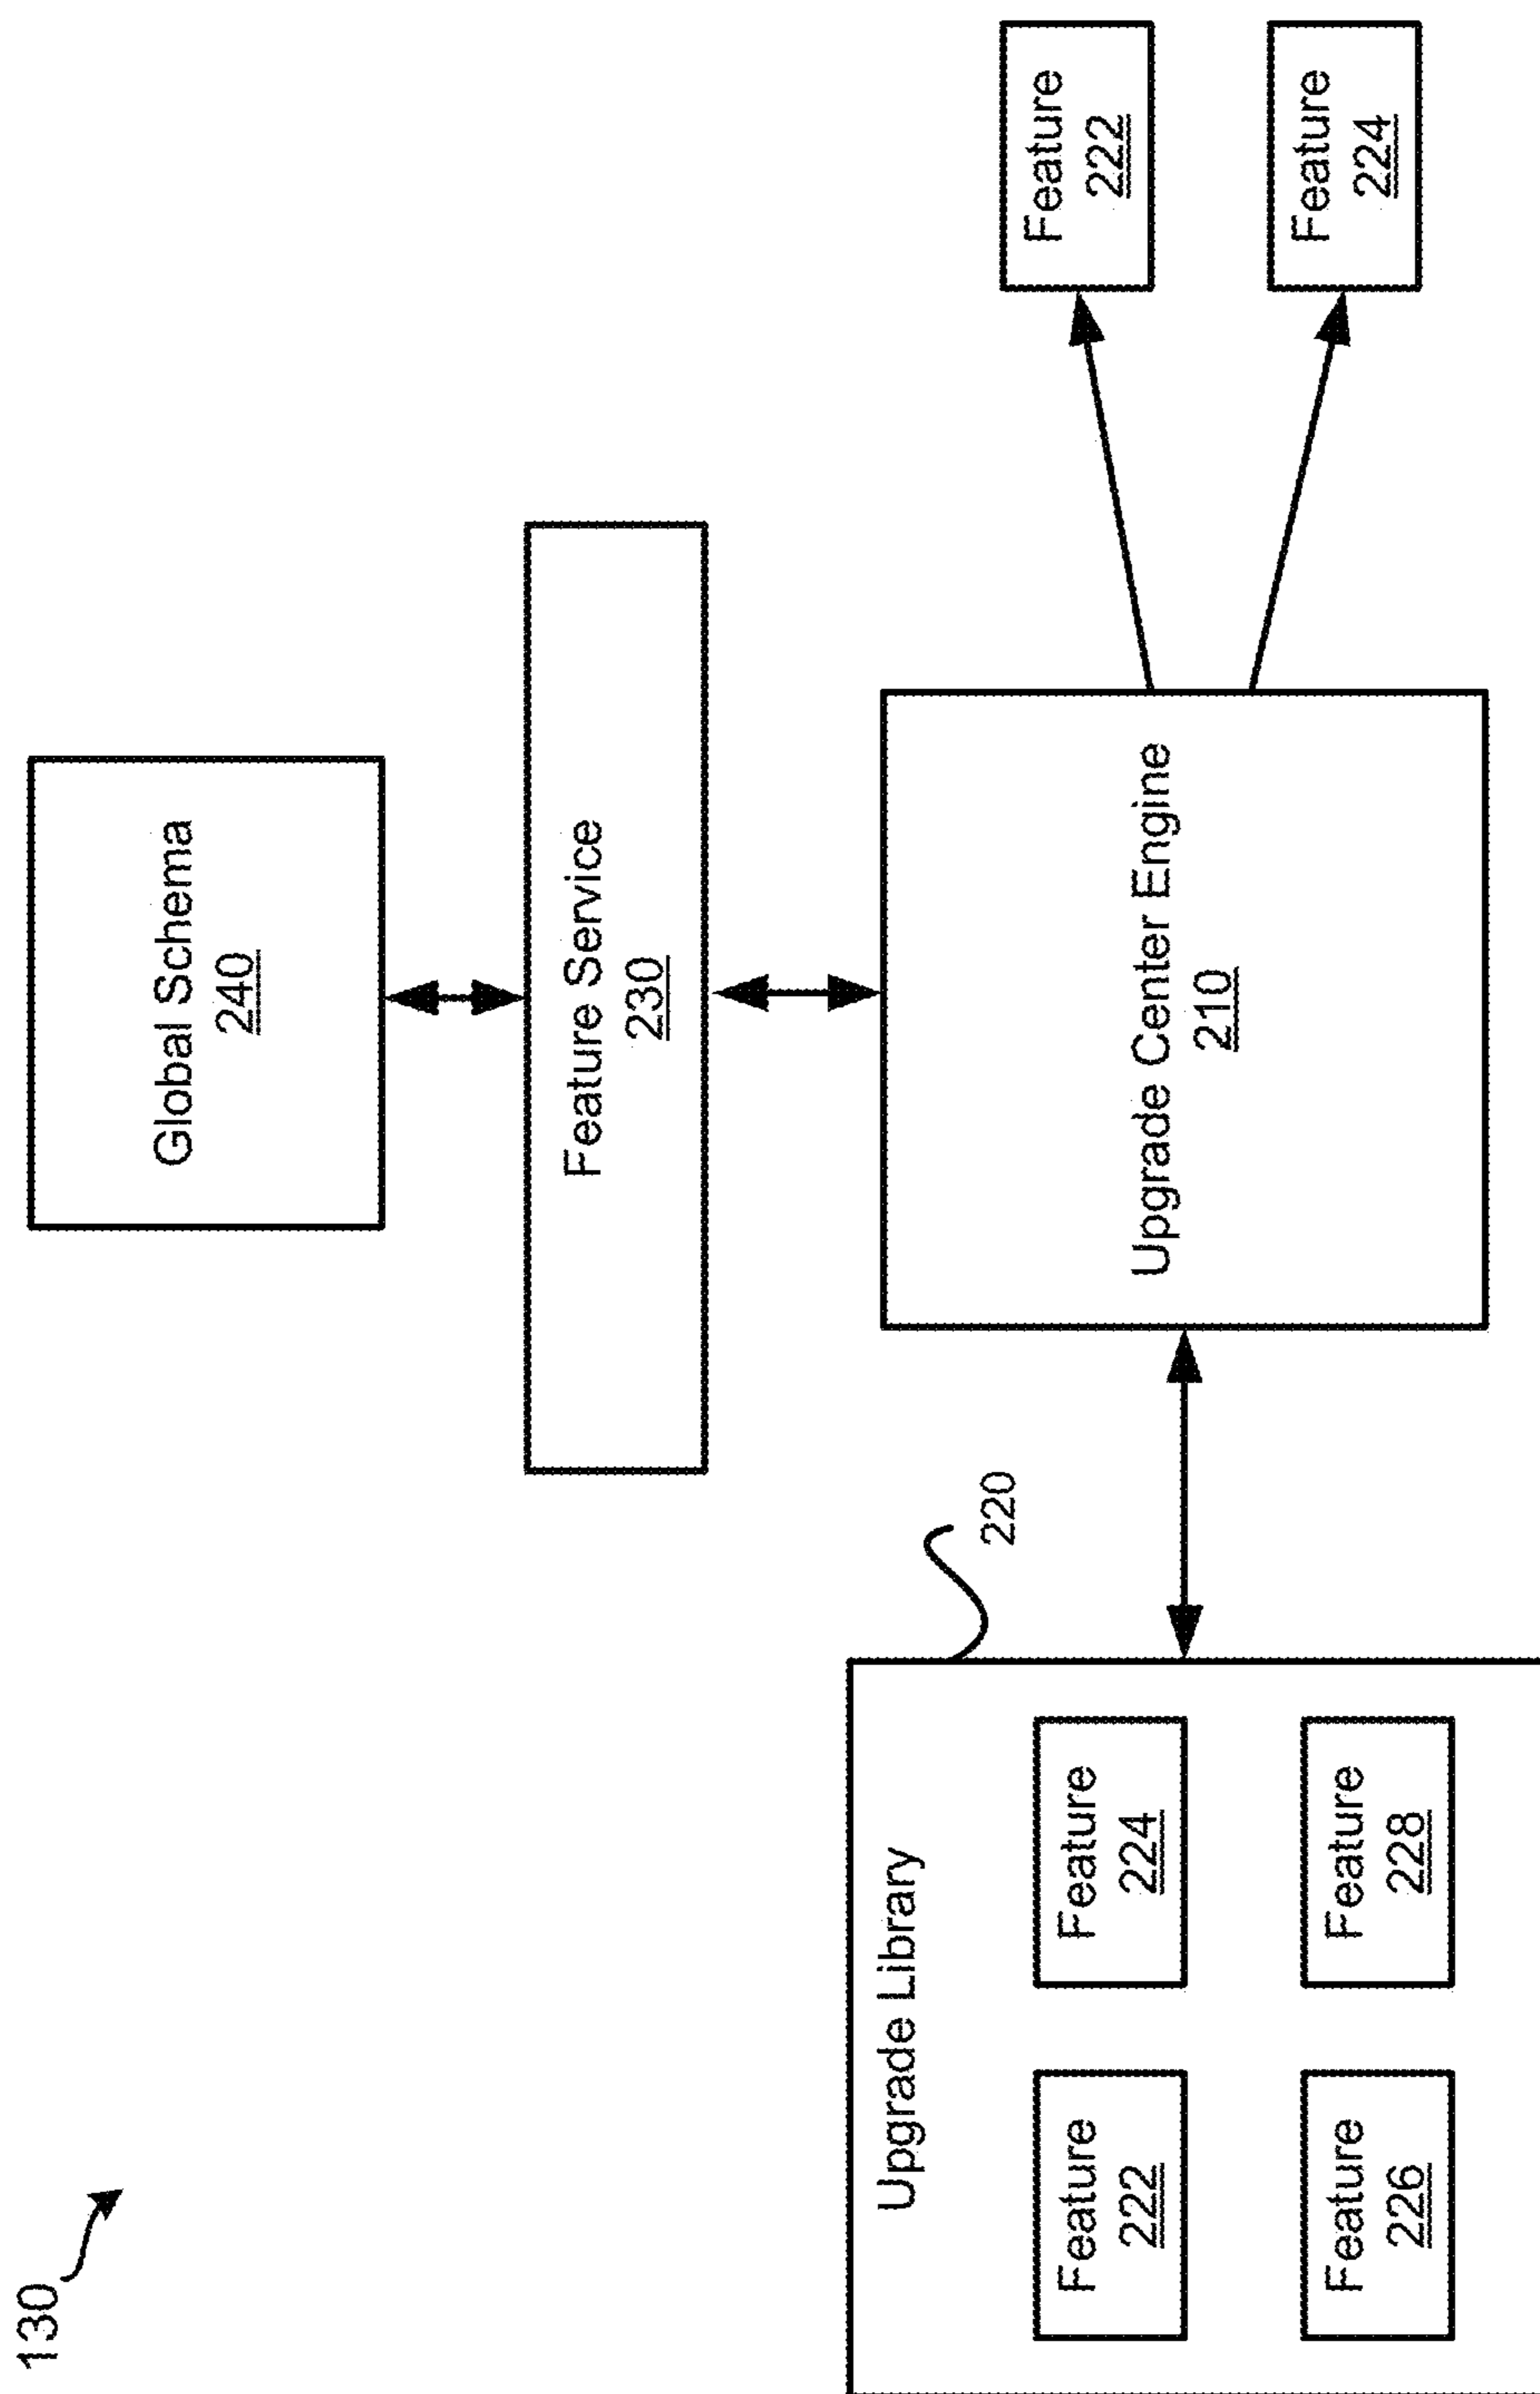 130
Global Schema
240
Feature Service
230
220
Upgrade Library
Feature
222
Feature
224
Feature
226
Feature
228
Upgrade Center Engine
210
Feature
222
Feature
224